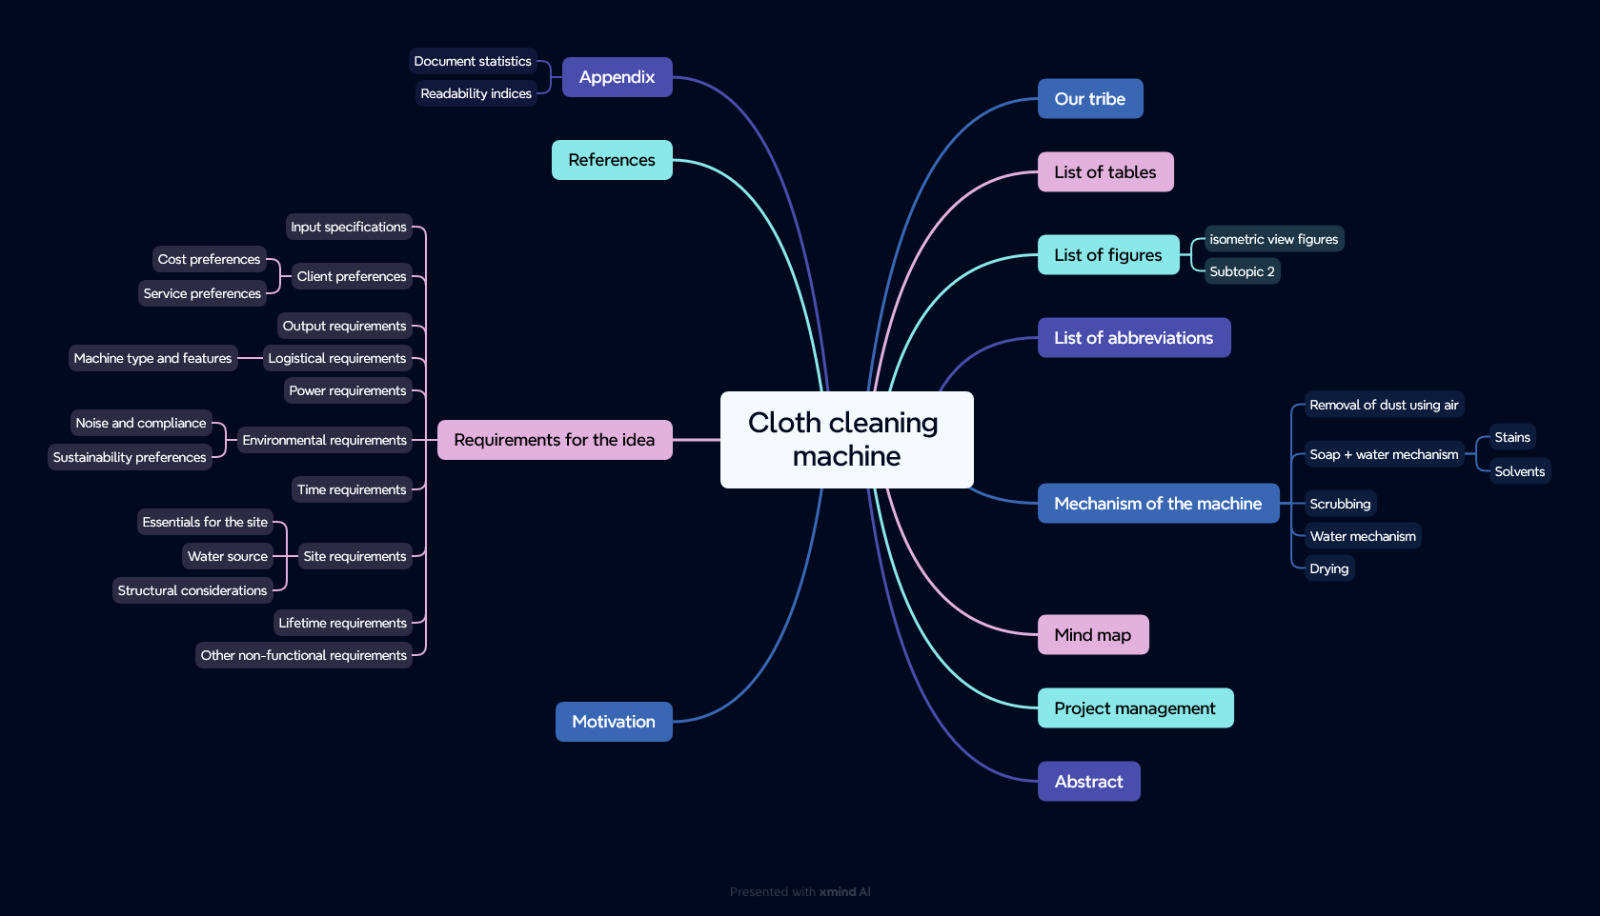 Cloth cleaning
machine
Our tribe
List of tables
List of figures
isometric view figures
Subtopic 2
List of abbreviations
Mechanism of the machine
Removal of dust using air
Soap + water mechanism
Stains
Solvents
Scrubbing
Water mechanism
Drying
Mind map
Project management
Abstract
Motivation
Requirements for the idea
Input specifications
Client preferences
Cost preferences
Service preferences
Output requirements
Logistical requirements
Machine type and features
Power requirements
Environmental requirements
Noise and compliance
Sustainability preferences
Time requirements
Site requirements
Essentials for the site
Water source
Structural considerations
Lifetime requirements
Other non-functional requirements
References
Appendix
Document statistics
Readability indices
Presented with xmind AI